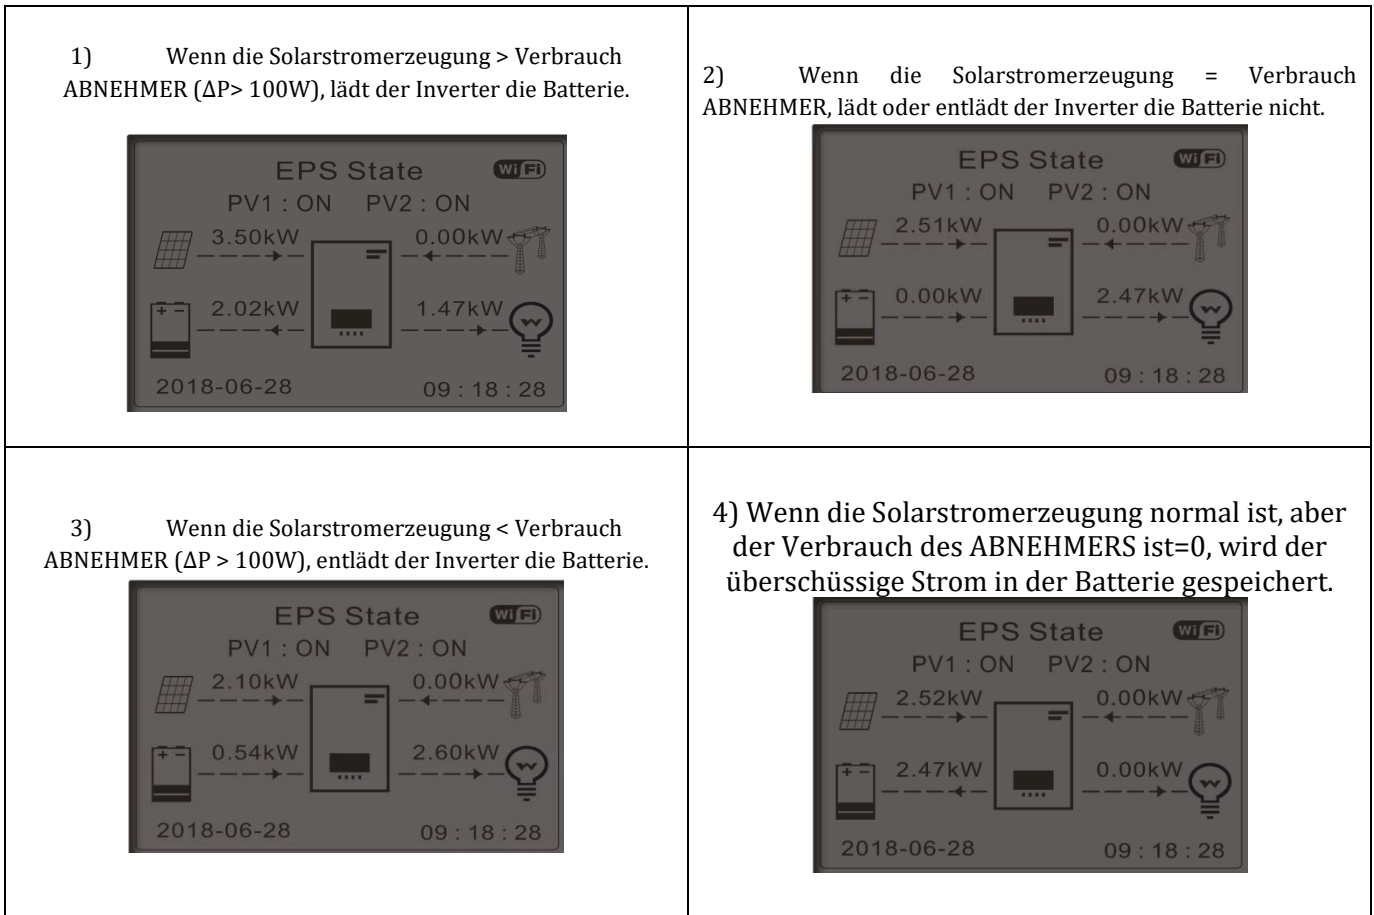 1) Wenn die Solarstromerzeugung > Verbrauch
ABNEHMER (ΔP> 100W), lädt der Inverter die Batterie.
EPS State WiFi
PV1 : ON PV2 : ON
3.50kW 0.00kW
2.02kW 1.47kW
2018-06-28 09 : 18 : 28
2) Wenn die Solarstromerzeugung = Verbrauch
ABNEHMER, lädt oder entlädt der Inverter die Batterie nicht.
EPS State WiFi
PV1 : ON PV2 : ON
2.51kW 0.00kW
0.00kW 2.47kW
2018-06-28 09 : 18 : 28
3) Wenn die Solarstromerzeugung < Verbrauch
ABNEHMER (ΔP > 100W), entlädt der Inverter die Batterie.
EPS State WiFi
PV1 : ON PV2 : ON
2.10kW 0.00kW
0.54kW 2.60kW
2018-06-28 09 : 18 : 28
4) Wenn die Solarstromerzeugung normal ist, aber
der Verbrauch des ABNEHMERS ist=0, wird der
überschüssige Strom in der Batterie gespeichert.
EPS State WiFi
PV1 : ON PV2 : ON
2.52kW 0.00kW
2.47kW 0.00kW
2018-06-28 09 : 18 : 28